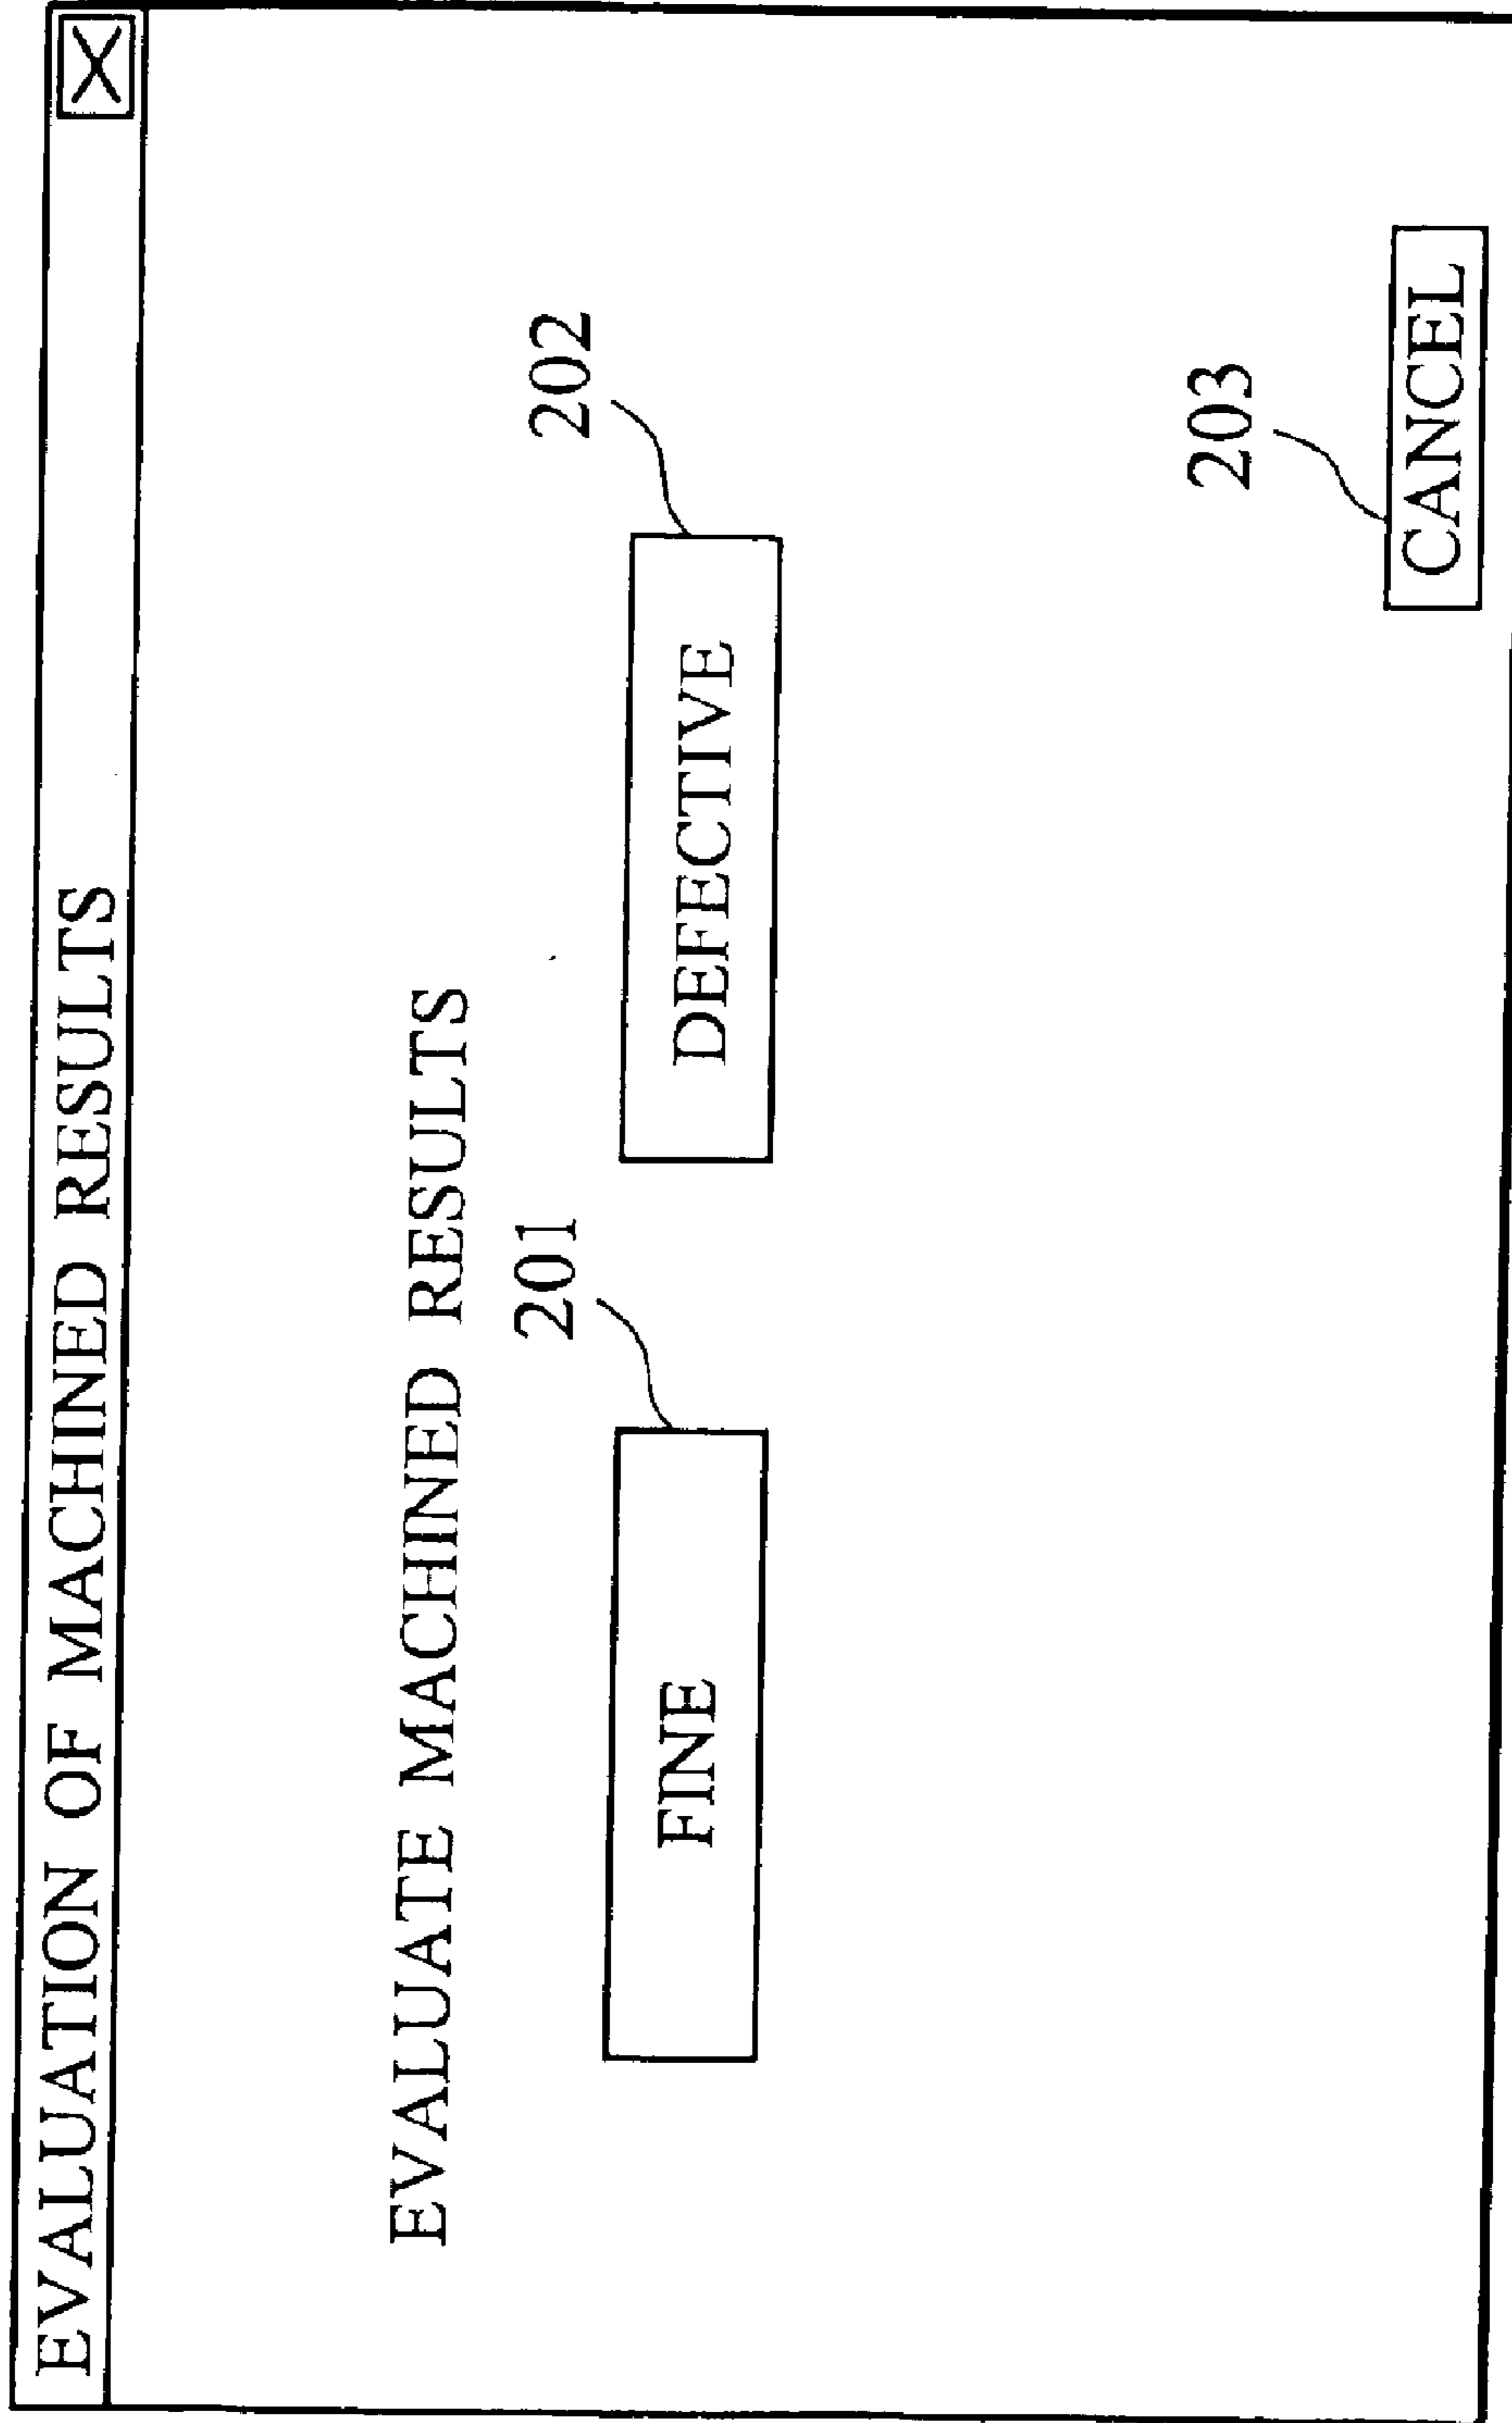 EVALUATION OF MACHINED RESULTS X
EVALUATE MACHINED RESULTS
201
202
FINE
DEFECTIVE
203
CANCEL